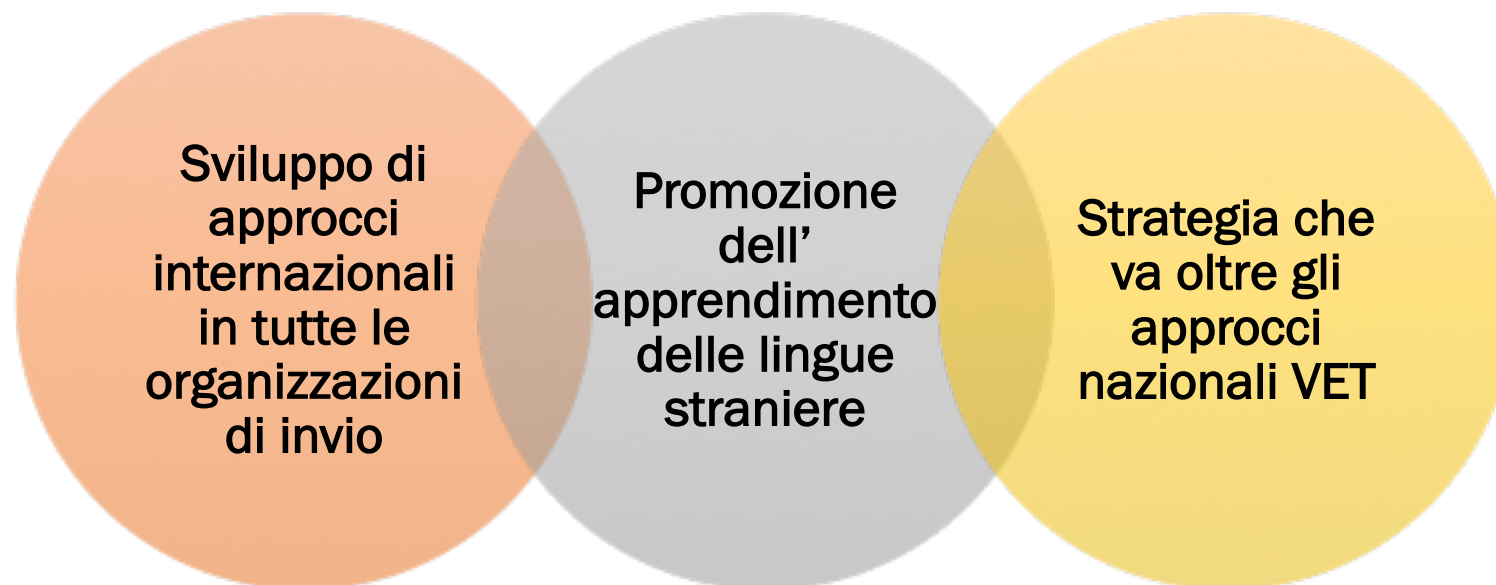 Sviluppo di
approcci
internazionali
in tutte le
organizzazioni
di invio
Promozione
dell’
apprendimento
delle lingue
straniere
Strategia che
va oltre gli
approcci
nazionali VET